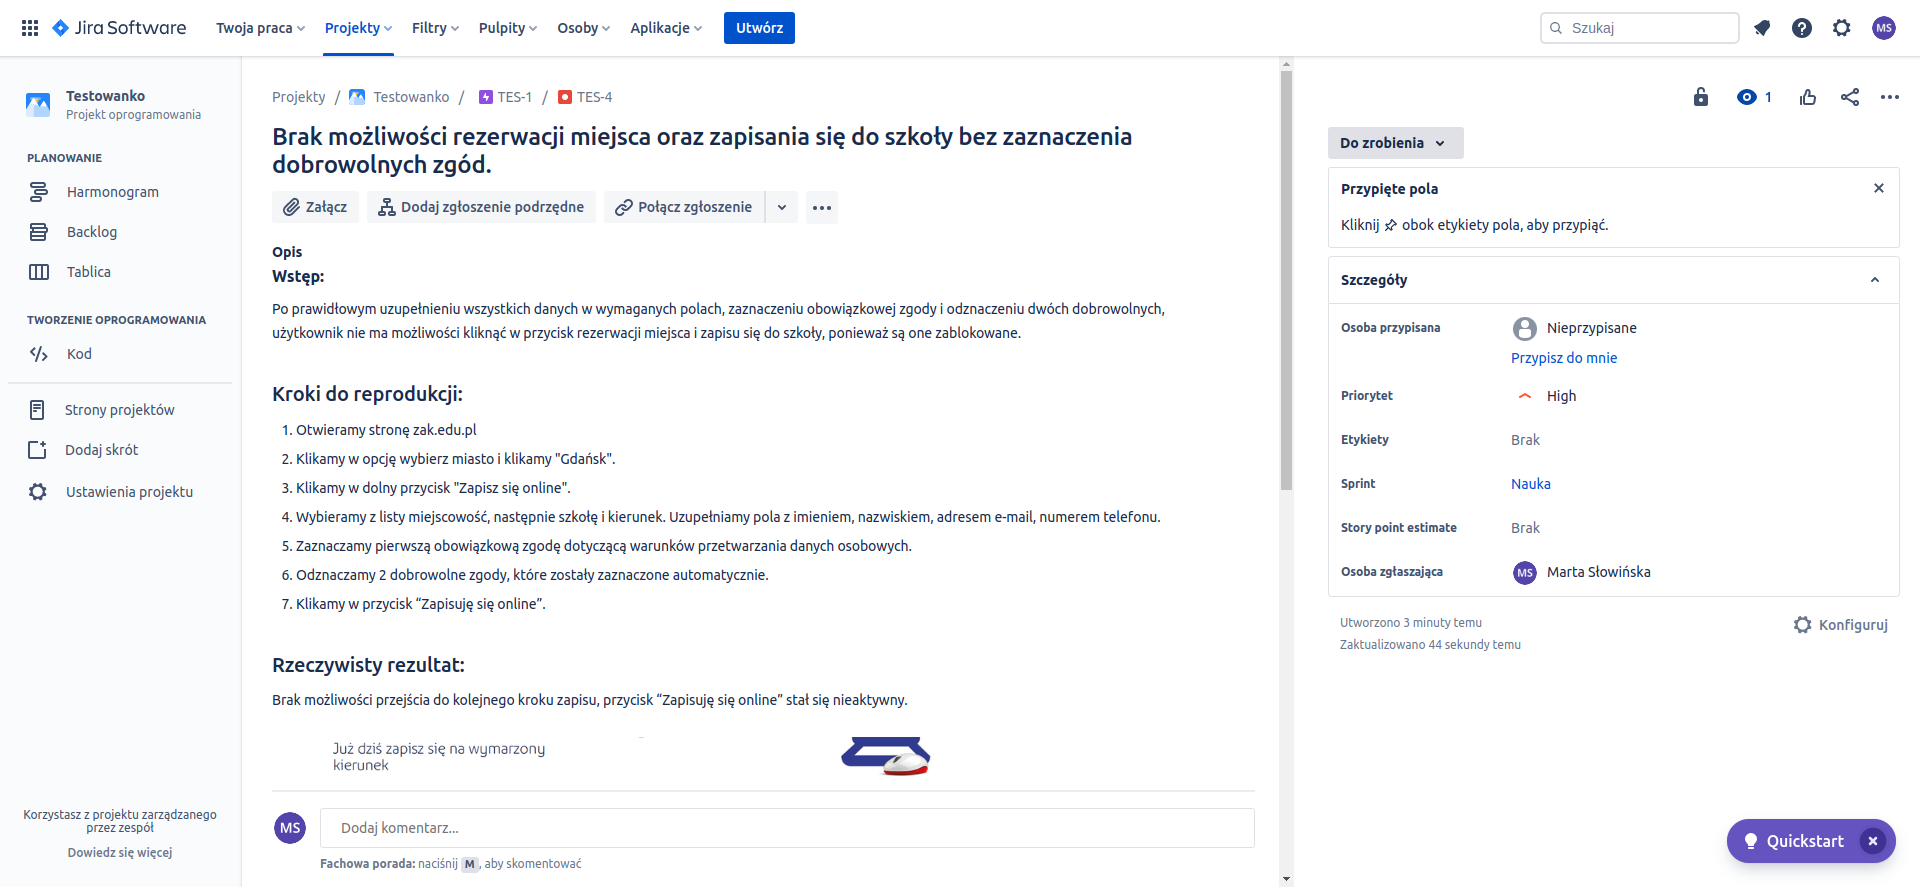 Jira Software
Twoja praca
Projekty
Filtry
Pulpity
Osoby
Aplikacje
Utwórz
Szukaj
MS
Testowanko
Projekt oprogramowania
PLANOWANIE
Harmonogram
Backlog
Tablica
TWORZENIE OPROGRAMOWANIA
Kod
Strony projektów
Dodaj skrót
Ustawienia projektu
Korzystasz z projektu zarządzanego
przez zespół
Dowiedz się więcej
Projekty / Testowanko / TES-1 / TES-4
Brak możliwości rezerwacji miejsca oraz zapisania się do szkoły bez zaznaczenia
dobrowolnych zgód.
Załącz
Dodaj zgłoszenie podrzędne
Połącz zgłoszenie
Opis
Wstęp:
Po prawidłowym uzupełnieniu wszystkich danych w wymaganych polach, zaznaczeniu obowiązkowej zgody i odznaczeniu dwóch dobrowolnych,
użytkownik nie ma możliwości kliknąć w przycisk rezerwacji miejsca i zapisu się do szkoły, ponieważ są one zablokowane.
Kroki do reprodukcji:
1. Otwieramy stronę zak.edu.pl
2. Klikamy w opcję wybierz miasto i klikamy "Gdańsk".
3. Klikamy w dolny przycisk "Zapisz się online".
4. Wybieramy z listy miejscowość, następnie szkołę i kierunek. Uzupełniamy pola z imieniem, nazwiskiem, adresem e-mail, numerem telefonu.
5. Zaznaczamy pierwszą obowiązkową zgodę dotyczącą warunków przetwarzania danych osobowych.
6. Odznaczamy 2 dobrowolne zgody, które zostały zaznaczone automatycznie.
7. Klikamy w przycisk “Zapisuję się online”.
Rzeczywisty rezultat:
Brak możliwości przejścia do kolejnego kroku zapisu, przycisk “Zapisuję się online” stał się nieaktywny.
Już dziś zapisz się na wymarzony
kierunek
MS
Dodaj komentarz...
Fachowa porada: naciśnij M, aby skomentować
1
Do zrobienia
Przypięte pola
Kliknij obok etykiety pola, aby przypiąć.
Szczegóły
Osoba przypisana
Nieprzypisane
Przypisz do mnie
Priorytet
High
Etykiety
Brak
Sprint
Nauka
Story point estimate
Brak
Osoba zgłaszająca
MS
Marta Słowińska
Utworzono 3 minuty temu
Zaktualizowano 44 sekundy temu
Konfiguruj
Quickstart